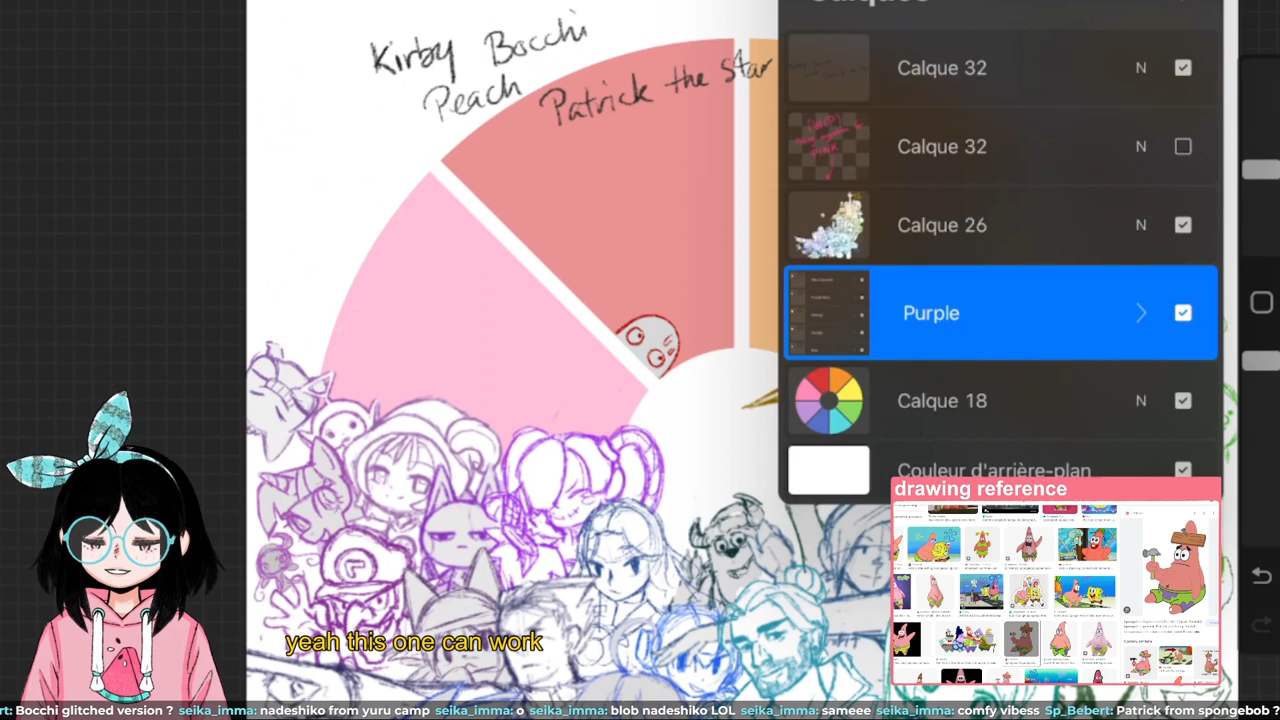 Kirby Bocchi
Peach Patrick the Star
Calque 32 N
Calque 32 N
Calque 26 N
Purple
Calque 18 N
Couleur d'arrière-plan
drawing reference
yeah this one can work
rt: Bocchi glitched version ? seika_imma: nadeshiko from yuru camp seika_imma: o seika_imma: blob nadeshiko LOL seika_imma: sameee seika_imma: comfy vibess Sp_Bebert: Patrick from spongebob ?